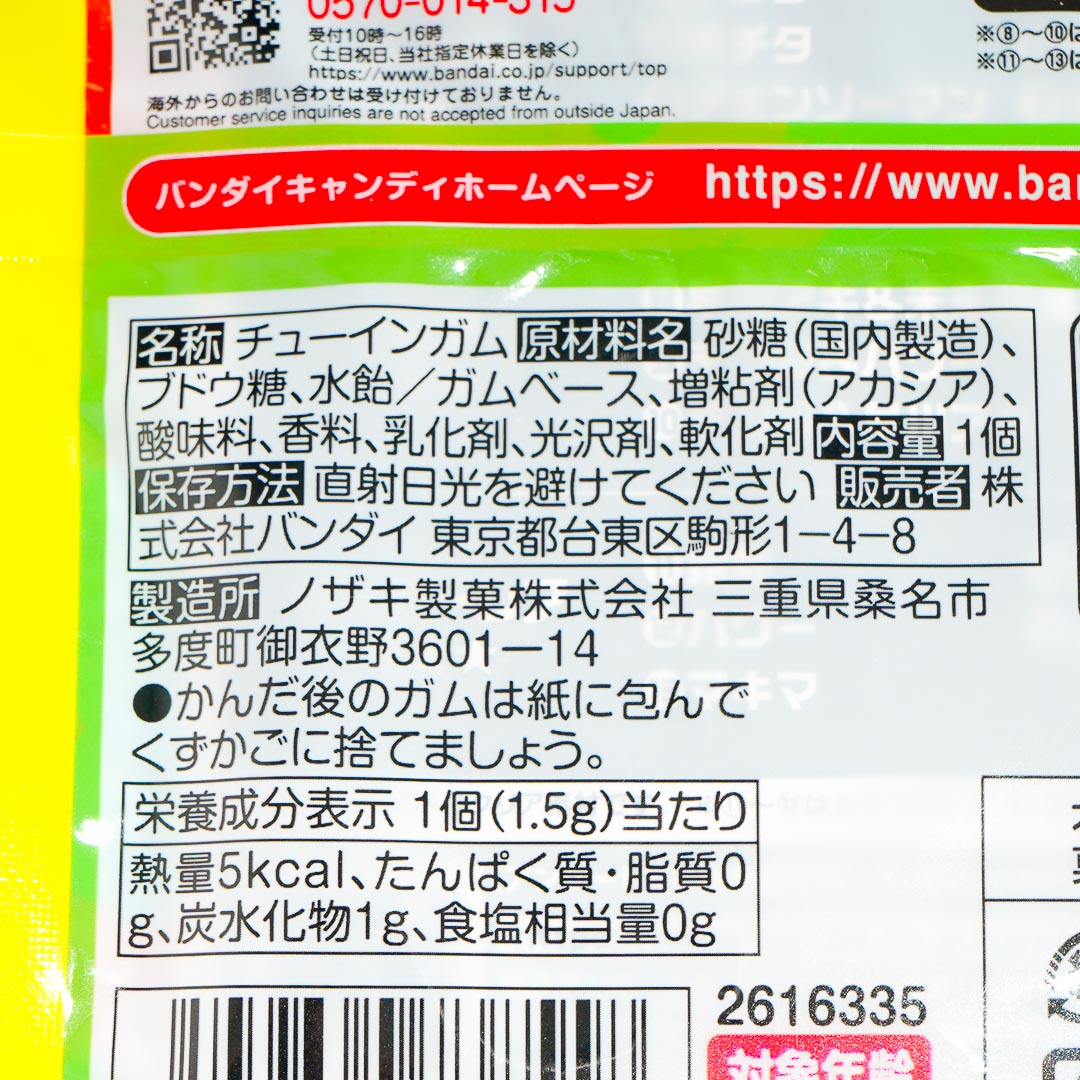 0570-014-315
受付10時～16時
(土日祝日、当社指定休業日を除く)
https://www.bandai.co.jp/support/top
海外からのお問い合わせは受け付けておりません。
Customer service inquiries are not accepted from outside Japan.
※⑧～⑩は
※⑪～⑬は
バンダイキャンディホームページ https://www.ban
名称 チューインガム 原材料名 砂糖(国内製造)、
ブドウ糖、水飴／ガムベース、増粘剤(アカシア)、
酸味料、香料、乳化剤、光沢剤、軟化剤 内容量 1個
保存方法 直射日光を避けてください 販売者 株
式会社バンダイ 東京都台東区駒形1－4－8
製造所 ノザキ製菓株式会社 三重県桑名市
多度町御衣野3601－14
●かんだ後のガムは紙に包んで
くずかごに捨てましょう。
栄養成分表示 1個(1.5g)当たり
熱量5kcal、たんぱく質・脂質0
g、炭水化物1g、食塩相当量0g
2616335
対象年齢